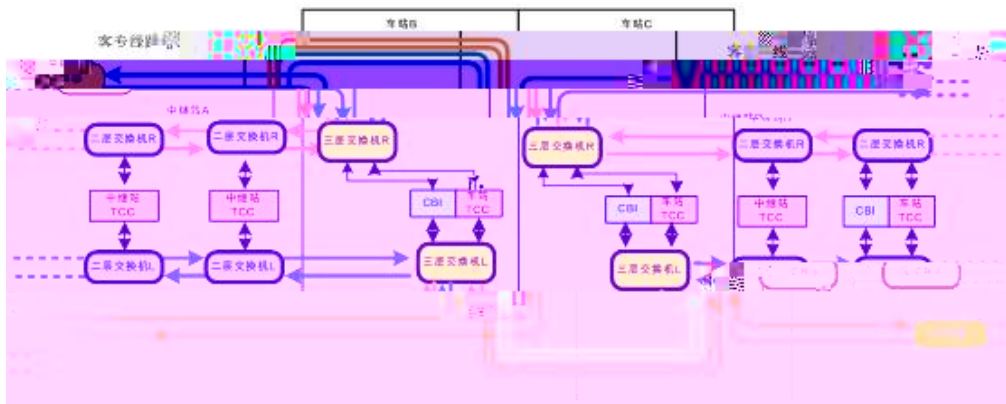 车站B
车站C
客专线路
客 线
中继站A
二层交换机R
二层交换机R
三层交换机R
三层交换机R
二层交换机R
二层交换机R
中继站
TCC
中继站
TCC
CBI
车站
TCC
CBI
车站
TCC
中继站
TCC
CBI
车站
TCC
二层交换机L
二层交换机L
三层交换机L
三层交换机L